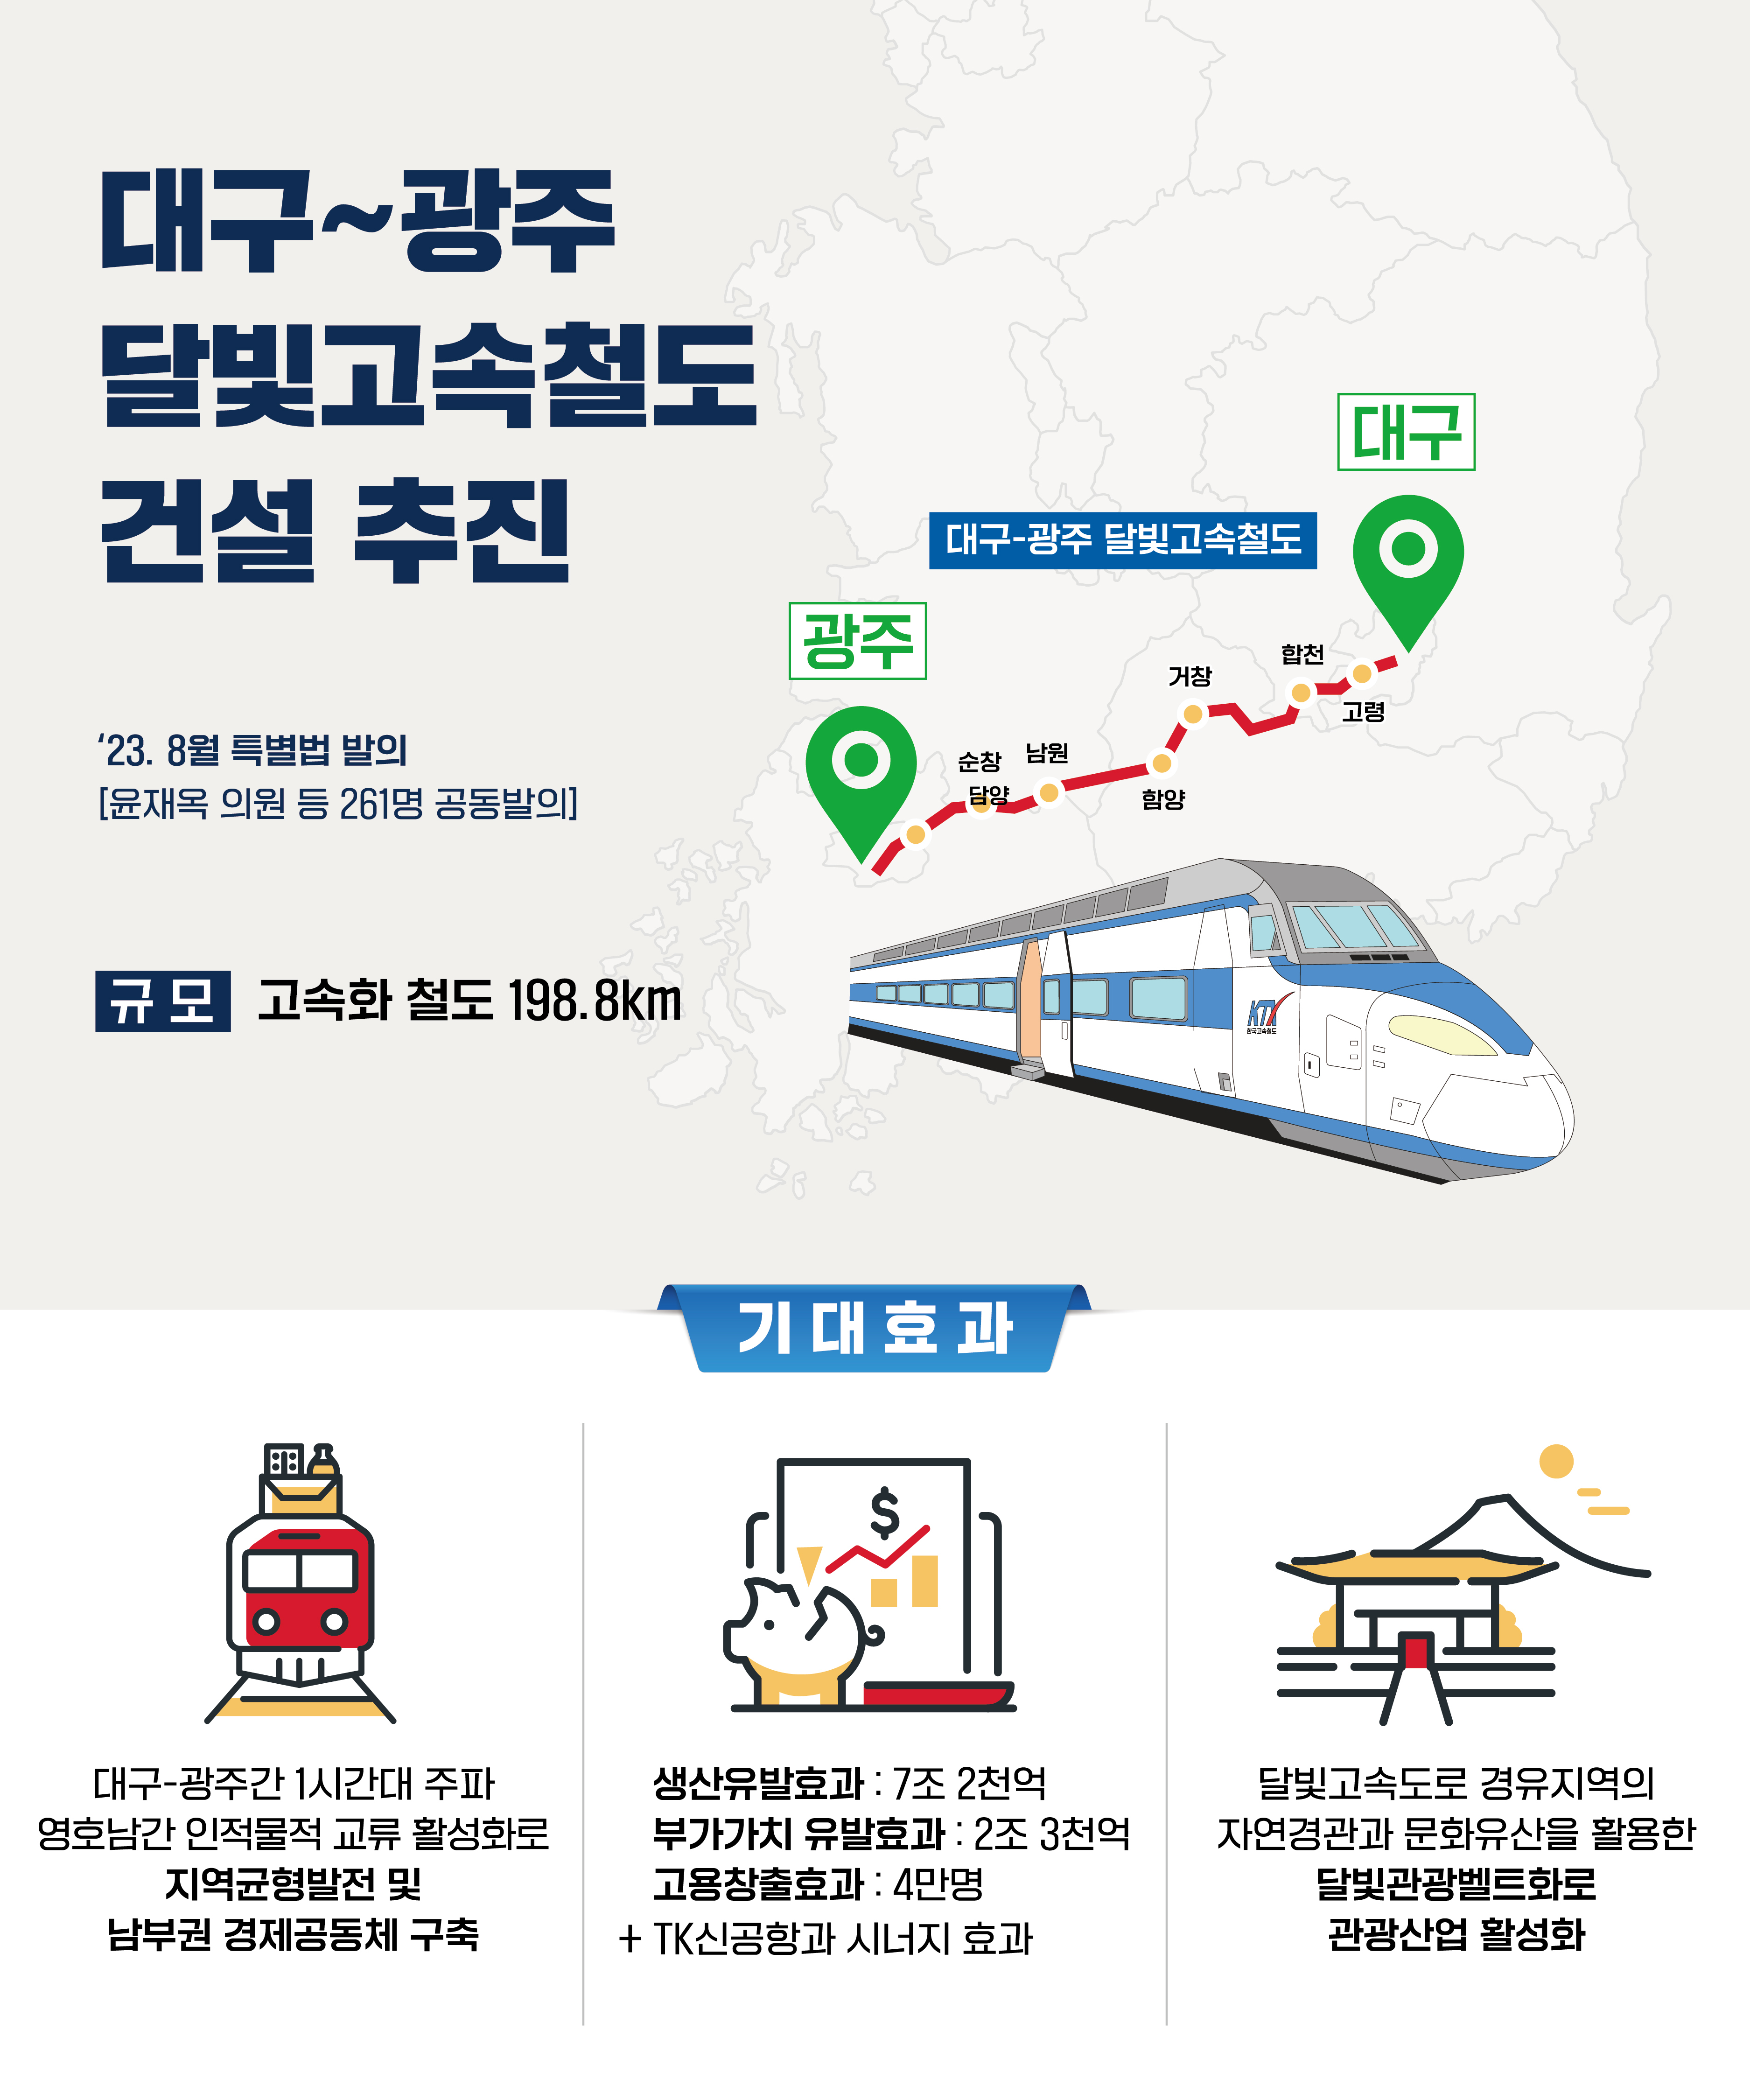 대구~광주
달빛고속철도
건설 추진
‘23. 8월 특별법 발의
[윤재옥 의원 등 261명 공동발의]
규모 고속화 철도 198.8km
대구
대구-광주 달빛고속철도
광주
합천
거창
고령
남원
순창
담양
함양
KTX
한국고속철도
기대효과
대구-광주간 1시간대 주파
영호남간 인적물적 교류 활성화로
지역균형발전 및
남부권 경제공동체 구축
$
생산유발효과 : 7조 2천억
부가가치 유발효과 : 2조 3천억
고용창출효과 : 4만명
+ TK신공항과 시너지 효과
달빛고속도로 경유지역의
자연경관과 문화유산을 활용한
달빛관광벨트화로
관광산업 활성화